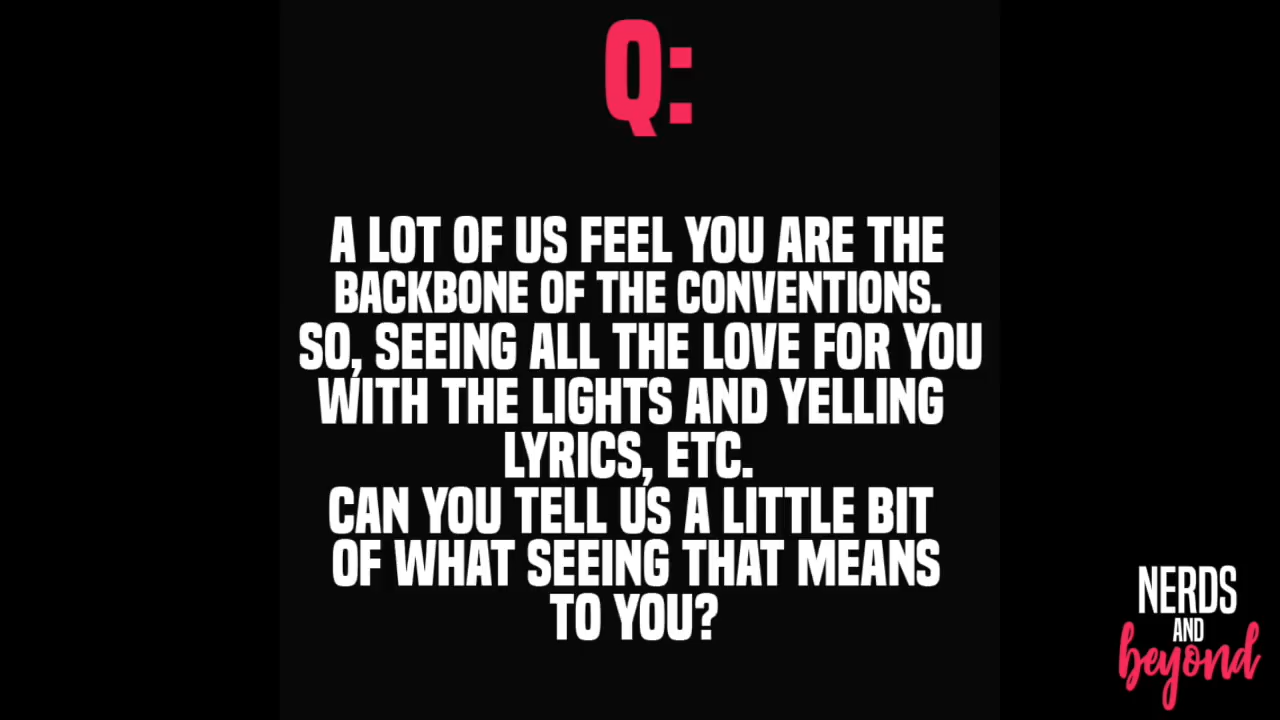 Q:
A LOT OF US FEEL YOU ARE THE
BACKBONE OF THE CONVENTIONS.
SO, SEEING ALL THE LOVE FOR YOU
WITH THE LIGHTS AND YELLING
LYRICS, ETC.
CAN YOU TELL US A LITTLE BIT
OF WHAT SEEING THAT MEANS
TO YOU?
NERDS
AND
beyond